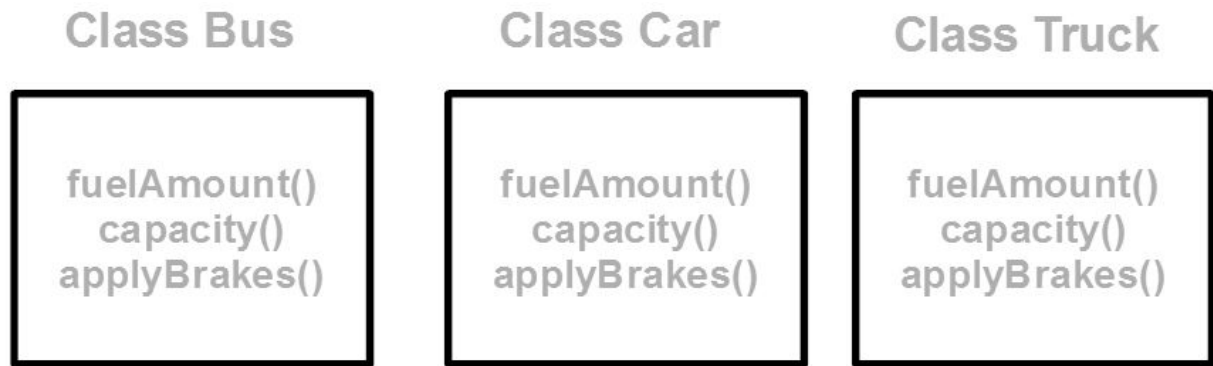 Class Bus
fuelAmount()
capacity()
applyBrakes()
Class Car
fuelAmount()
capacity()
applyBrakes()
Class Truck
fuelAmount()
capacity()
applyBrakes()